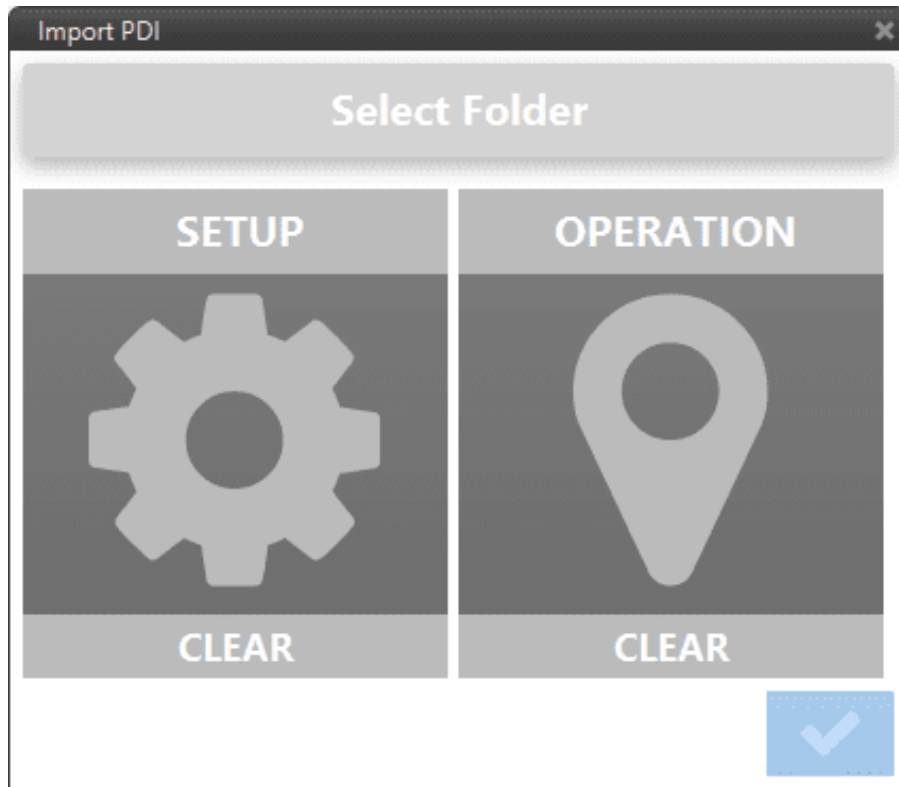 Import PDI
Select Folder
SETUP
OPERATION
CLEAR
CLEAR